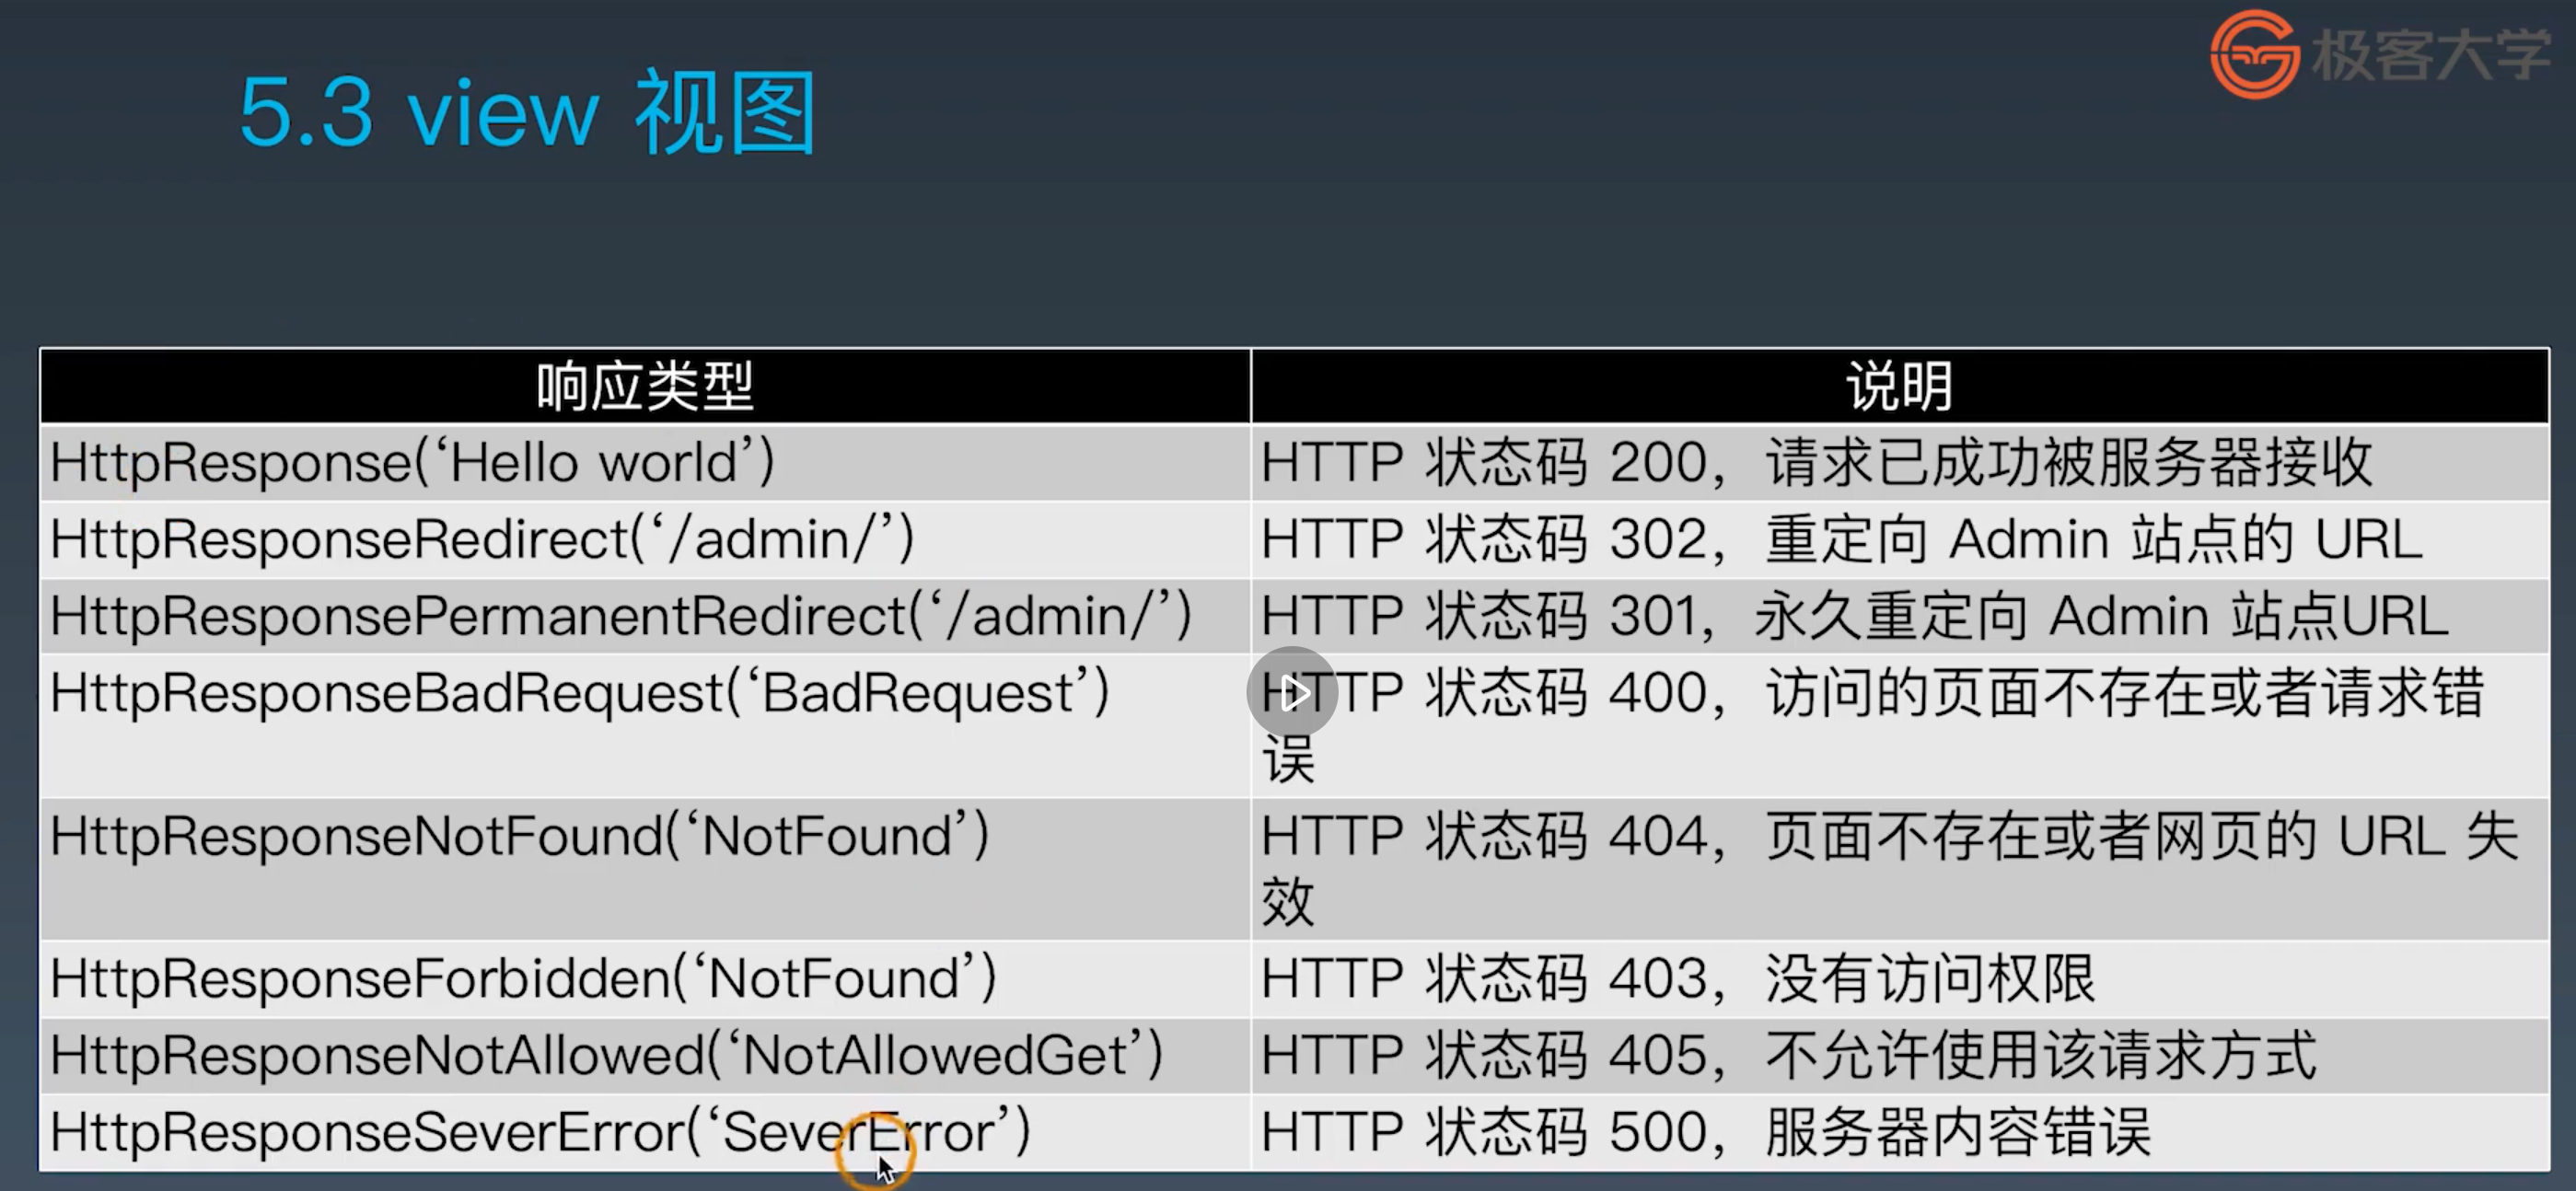 极客大学
5.3 view 视图
响应类型 说明
HttpResponse(‘Hello world’) HTTP 状态码 200，请求已成功被服务器接收
HttpResponseRedirect(‘/admin/’) HTTP 状态码 302，重定向 Admin 站点的 URL
HttpResponsePermanentRedirect(‘/admin/’) HTTP 状态码 301，永久重定向 Admin 站点URL
HttpResponseBadRequest(‘BadRequest’) HTTP 状态码 400，访问的页面不存在或者请求错
误
HttpResponseNotFound(‘NotFound’) HTTP 状态码 404，页面不存在或者网页的 URL 失
效
HttpResponseForbidden(‘NotFound’) HTTP 状态码 403，没有访问权限
HttpResponseNotAllowed(‘NotAllowedGet’) HTTP 状态码 405，不允许使用该请求方式
HttpResponseSeverError(‘SeverError’) HTTP 状态码 500，服务器内容错误